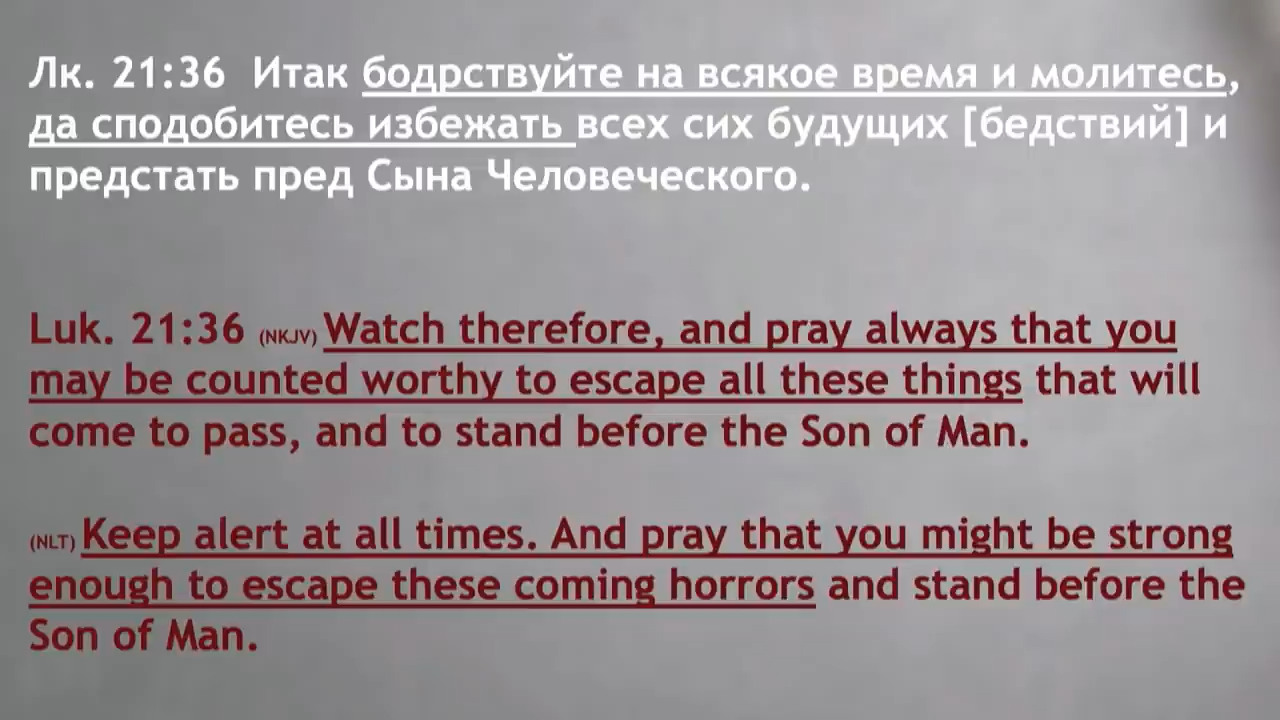 Лк. 21:36  Итак бодрствуйте на всякое время и молитесь,
да сподобитесь избежать всех сих будущих [бедствий] и
предстать пред Сына Человеческого.
Luk. 21:36 (NKJV) Watch therefore, and pray always that you
may be counted worthy to escape all these things that will
come to pass, and to stand before the Son of Man.
(NLT) Keep alert at all times. And pray that you might be strong
enough to escape these coming horrors and stand before the
Son of Man.